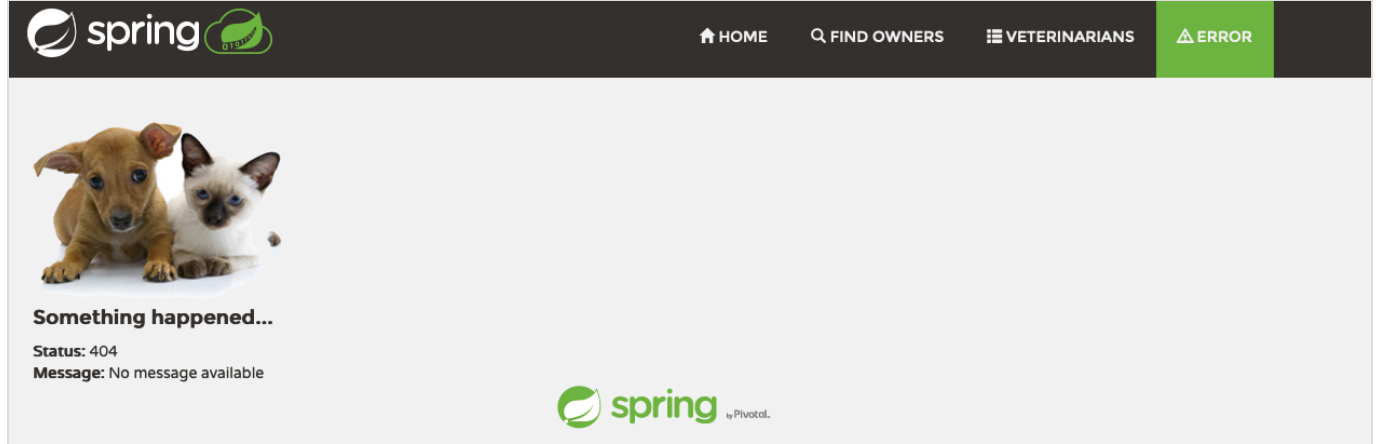 spring
HOME
FIND OWNERS
VETERINARIANS
ERROR
Something happened...
Status: 404
Message: No message available
spring by Pivotal.